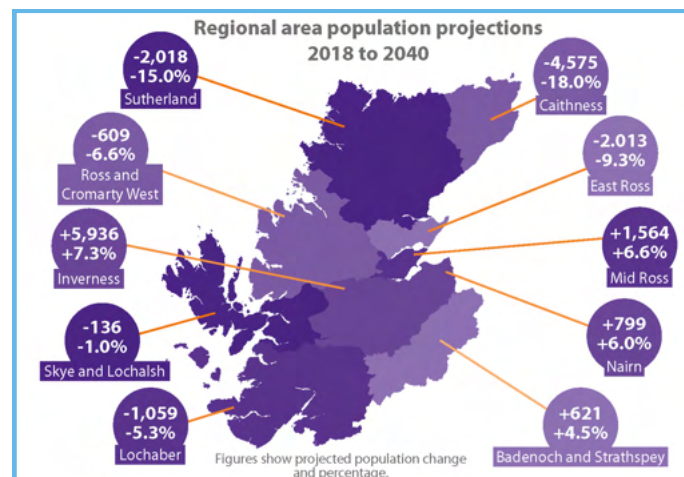 Regional area population projections
2018 to 2040
-2,018
-15.0%
Sutherland
-4,575
-18.0%
Caithness
-609
-6.6%
Ross and
Cromarty West
-2.013
-9.3%
East Ross
+5,936
+7.3%
Inverness
+1,564
+6.6%
Mid Ross
-136
-1.0%
Skye and Lochalsh
+799
+6.0%
Nairn
-1,059
-5.3%
Lochaber
+621
+4.5%
Badenoch and Strathspey
Figures show projected population change
and percentage.